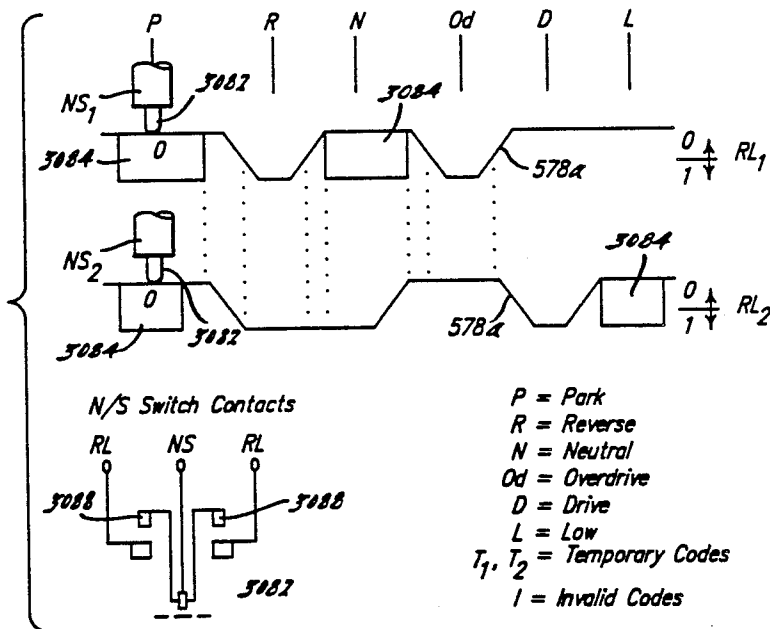 P R N Od D L
3082
NS1
3084
3084
0
578a
0
1
RL1
NS2
3084
0
3082
3084
578a
0
1
RL2
N/S Switch Contacts
RL NS RL
3088
3088
3082
P = Park
R = Reverse
N = Neutral
Od = Overdrive
D = Drive
L = Low
T1, T2 = Temporary Codes
I = Invalid Codes